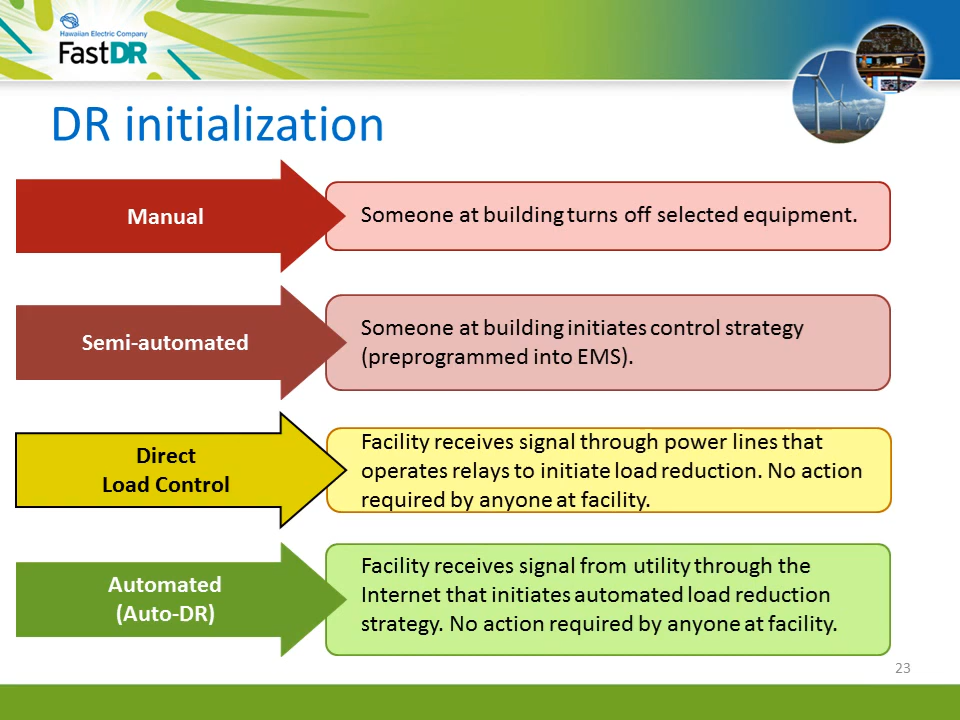 Hawaiian Electric Company
FastDR
DR initialization
Manual
Someone at building turns off selected equipment.
Semi-automated
Someone at building initiates control strategy
(preprogrammed into EMS).
Direct
Load Control
Facility receives signal through power lines that
operates relays to initiate load reduction. No action
required by anyone at facility.
Automated
(Auto-DR)
Facility receives signal from utility through the
Internet that initiates automated load reduction
strategy. No action required by anyone at facility.
23